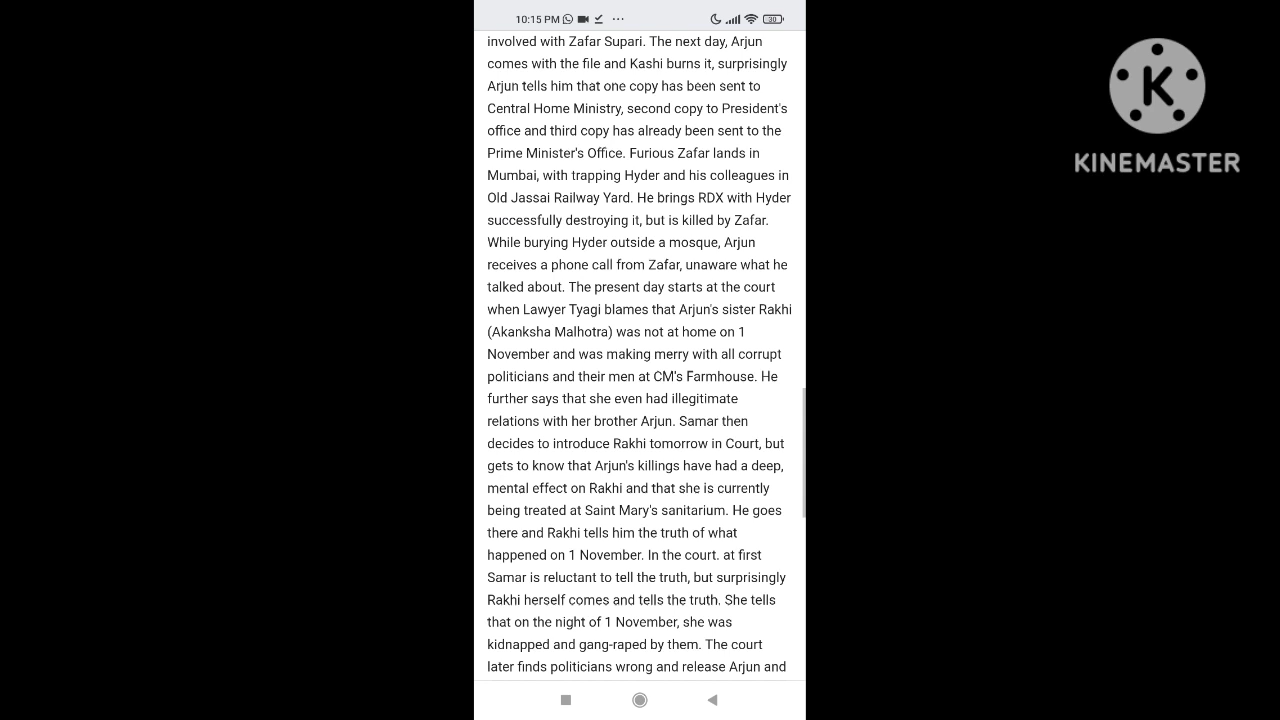 10:15 PM
30
involved with Zafar Supari. The next day, Arjun
comes with the file and Kashi burns it, surprisingly
Arjun tells him that one copy has been sent to
Central Home Ministry, second copy to President's
office and third copy has already been sent to the
Prime Minister's Office. Furious Zafar lands in
Mumbai, with trapping Hyder and his colleagues in
Old Jassai Railway Yard. He brings RDX with Hyder
successfully destroying it, but is killed by Zafar.
While burying Hyder outside a mosque, Arjun
receives a phone call from Zafar, unaware what he
talked about. The present day starts at the court
when Lawyer Tyagi blames that Arjun's sister Rakhi
(Akanksha Malhotra) was not at home on 1
November and was making merry with all corrupt
politicians and their men at CM's Farmhouse. He
further says that she even had illegitimate
relations with her brother Arjun. Samar then
decides to introduce Rakhi tomorrow in Court, but
gets to know that Arjun's killings have had a deep,
mental effect on Rakhi and that she is currently
being treated at Saint Mary's sanitarium. He goes
there and Rakhi tells him the truth of what
happened on 1 November. In the court. at first
Samar is reluctant to tell the truth, but surprisingly
Rakhi herself comes and tells the truth. She tells
that on the night of 1 November, she was
kidnapped and gang-raped by them. The court
later finds politicians wrong and release Arjun and
K
KINEMASTER